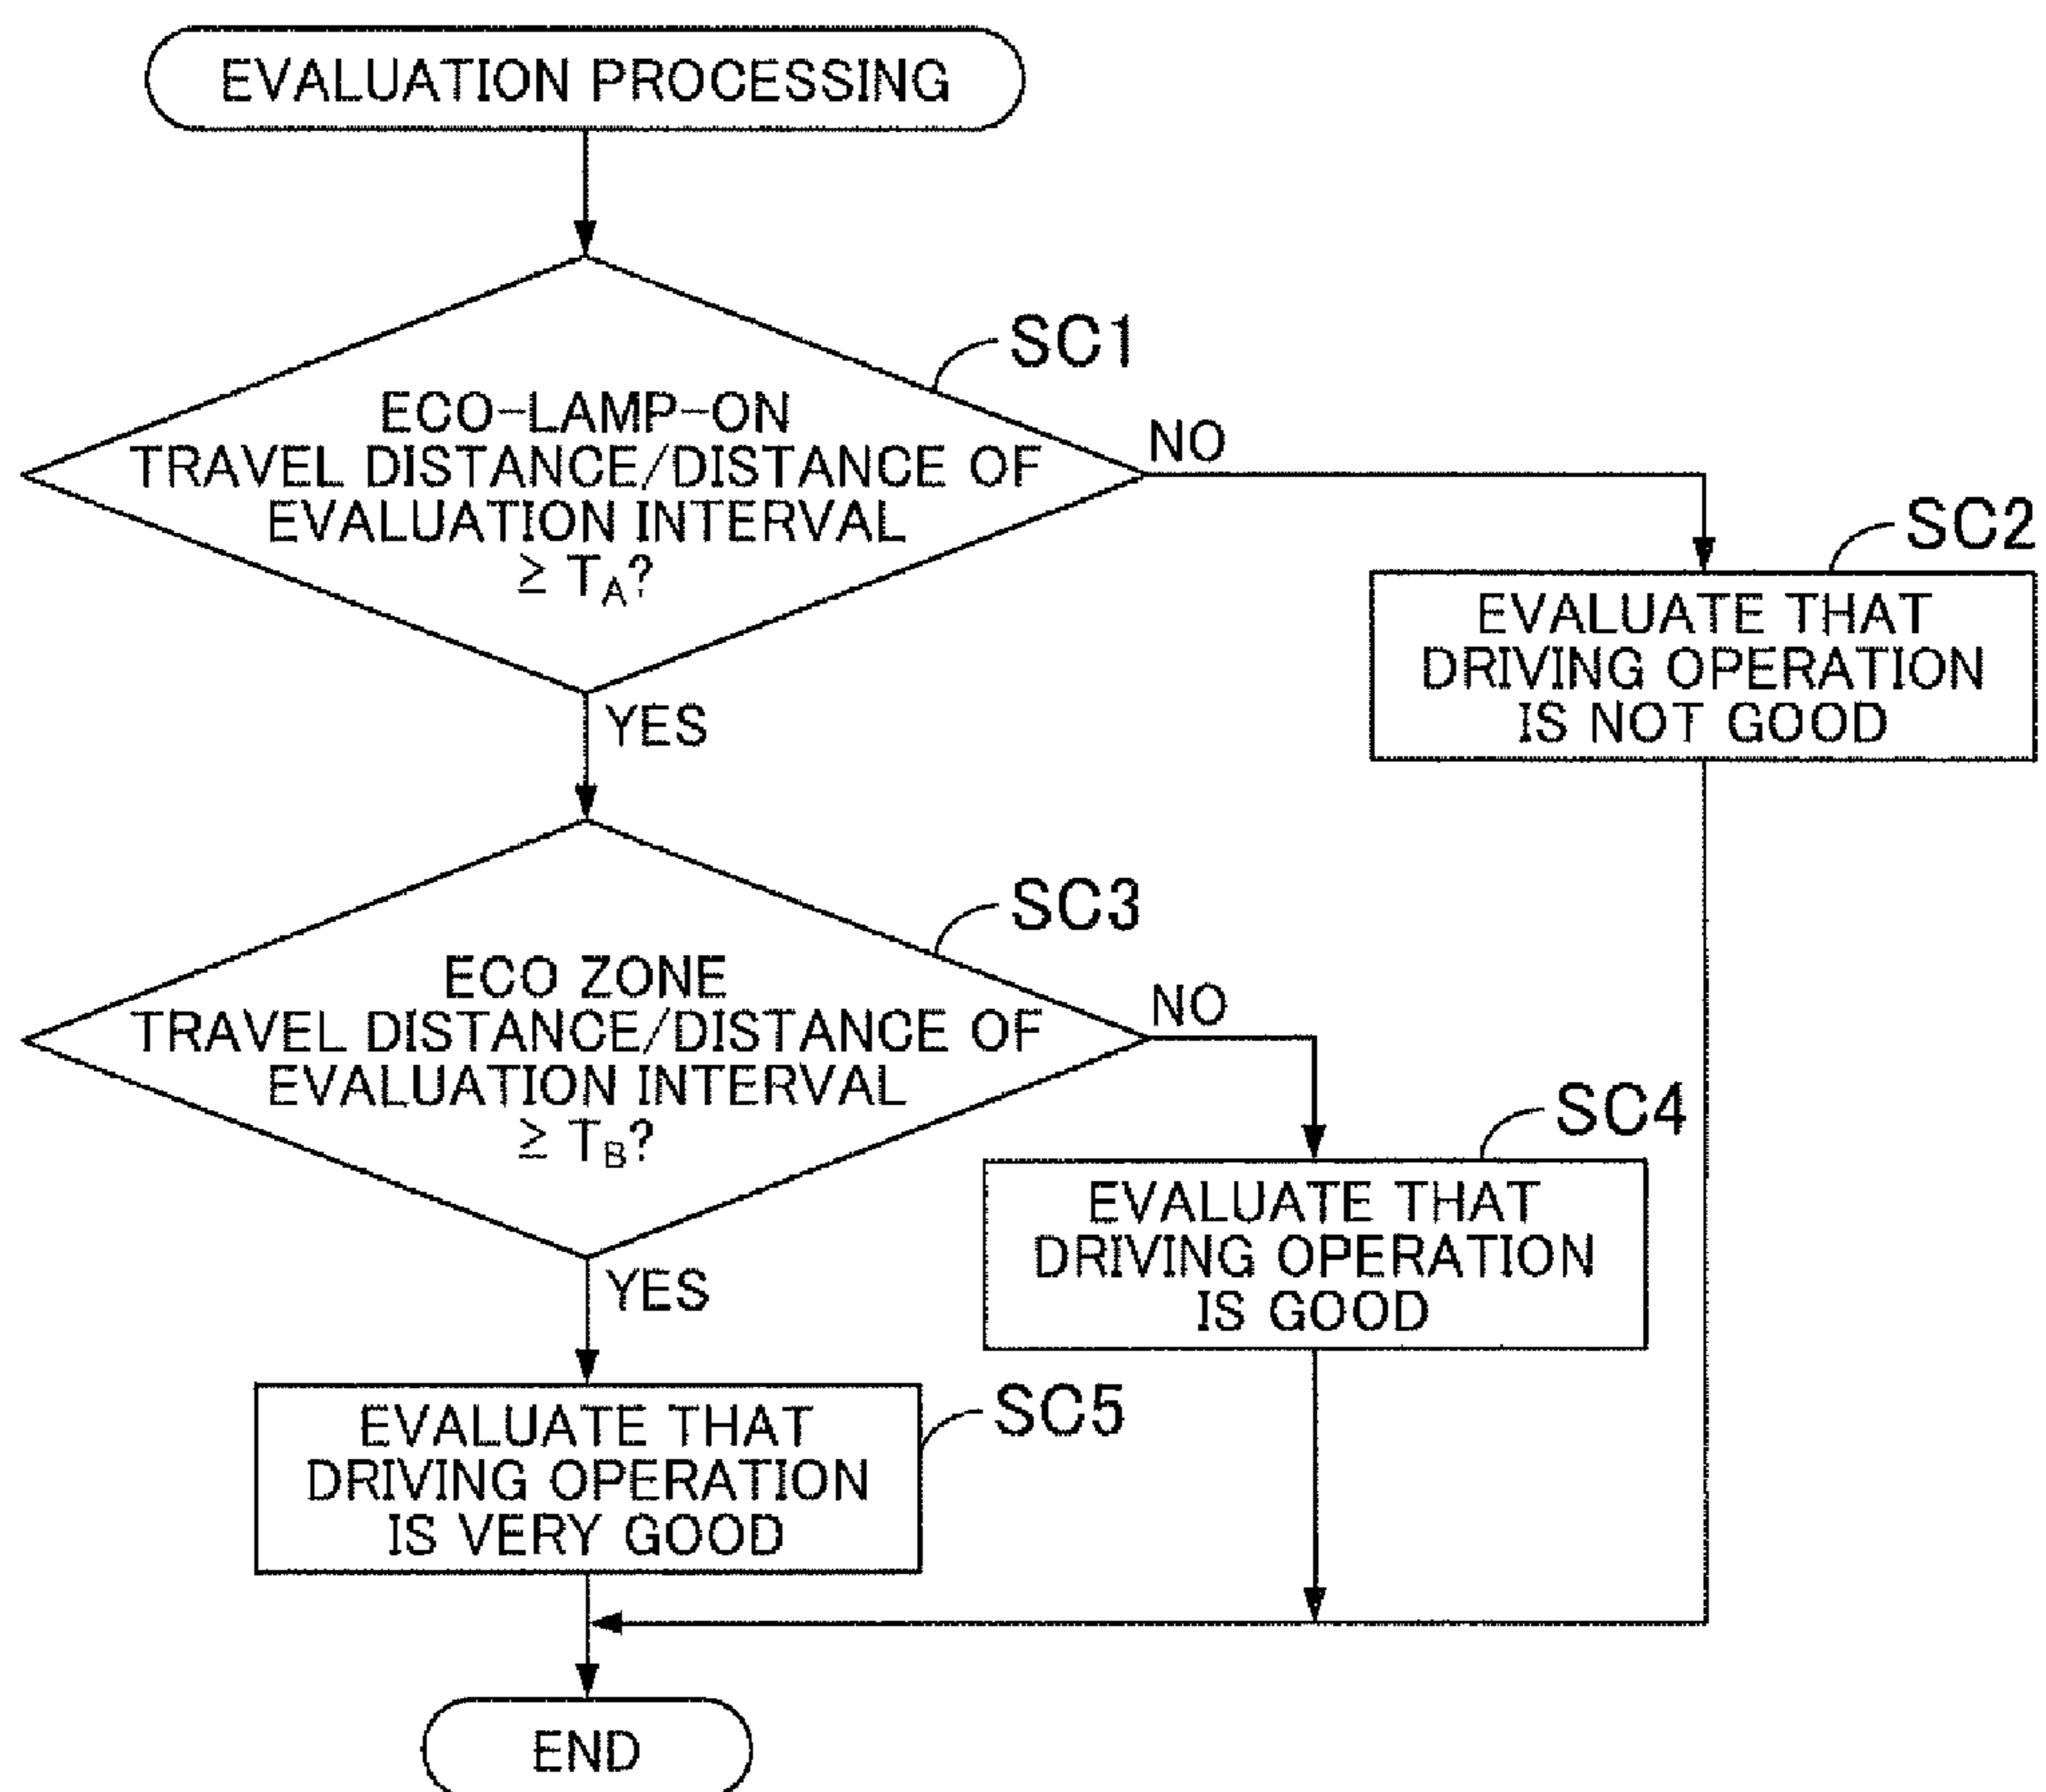 EVALUATION PROCESSING
SC1
ECO-LAMP-ON
TRAVEL DISTANCE/DISTANCE OF
EVALUATION INTERVAL
≥ TA?
NO
YES
SC2
EVALUATE THAT
DRIVING OPERATION
IS NOT GOOD
SC3
ECO ZONE
TRAVEL DISTANCE/DISTANCE OF
EVALUATION INTERVAL
≥ TB?
NO
YES
SC4
EVALUATE THAT
DRIVING OPERATION
IS GOOD
SC5
EVALUATE THAT
DRIVING OPERATION
IS VERY GOOD
END